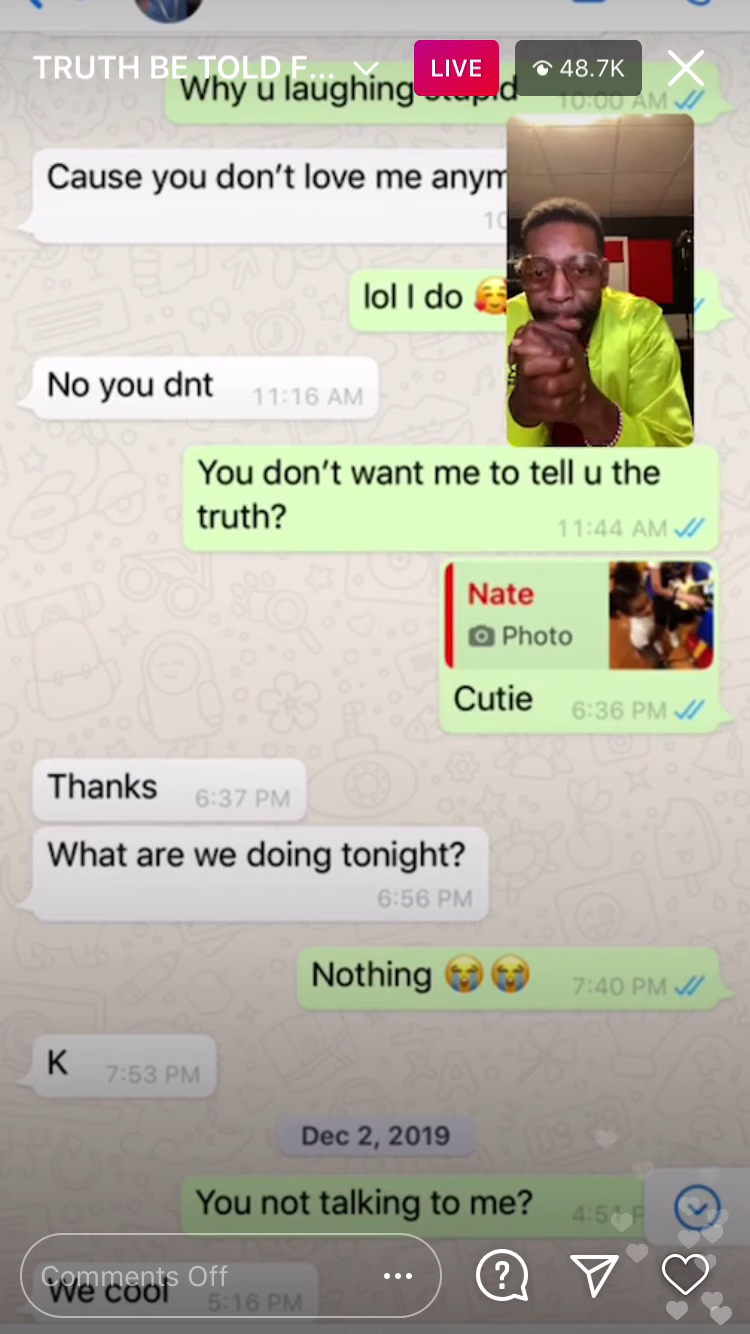 TRUTH BE TOLD F...
LIVE
48.7K
Why u laughing stupid
10:00 AM
Cause you don't love me anym
10
lol I do 🥰
No you dnt
11:16 AM
You don't want me to tell u the
truth?
11:44 AM
Nate
Photo
Cutie
6:36 PM
Thanks
6:37 PM
What are we doing tonight?
6:56 PM
Nothing 😭😭
7:40 PM
K
7:53 PM
Dec 2, 2019
You not talking to me?
4:51 P
Comments Off
We cool
5:16 PM